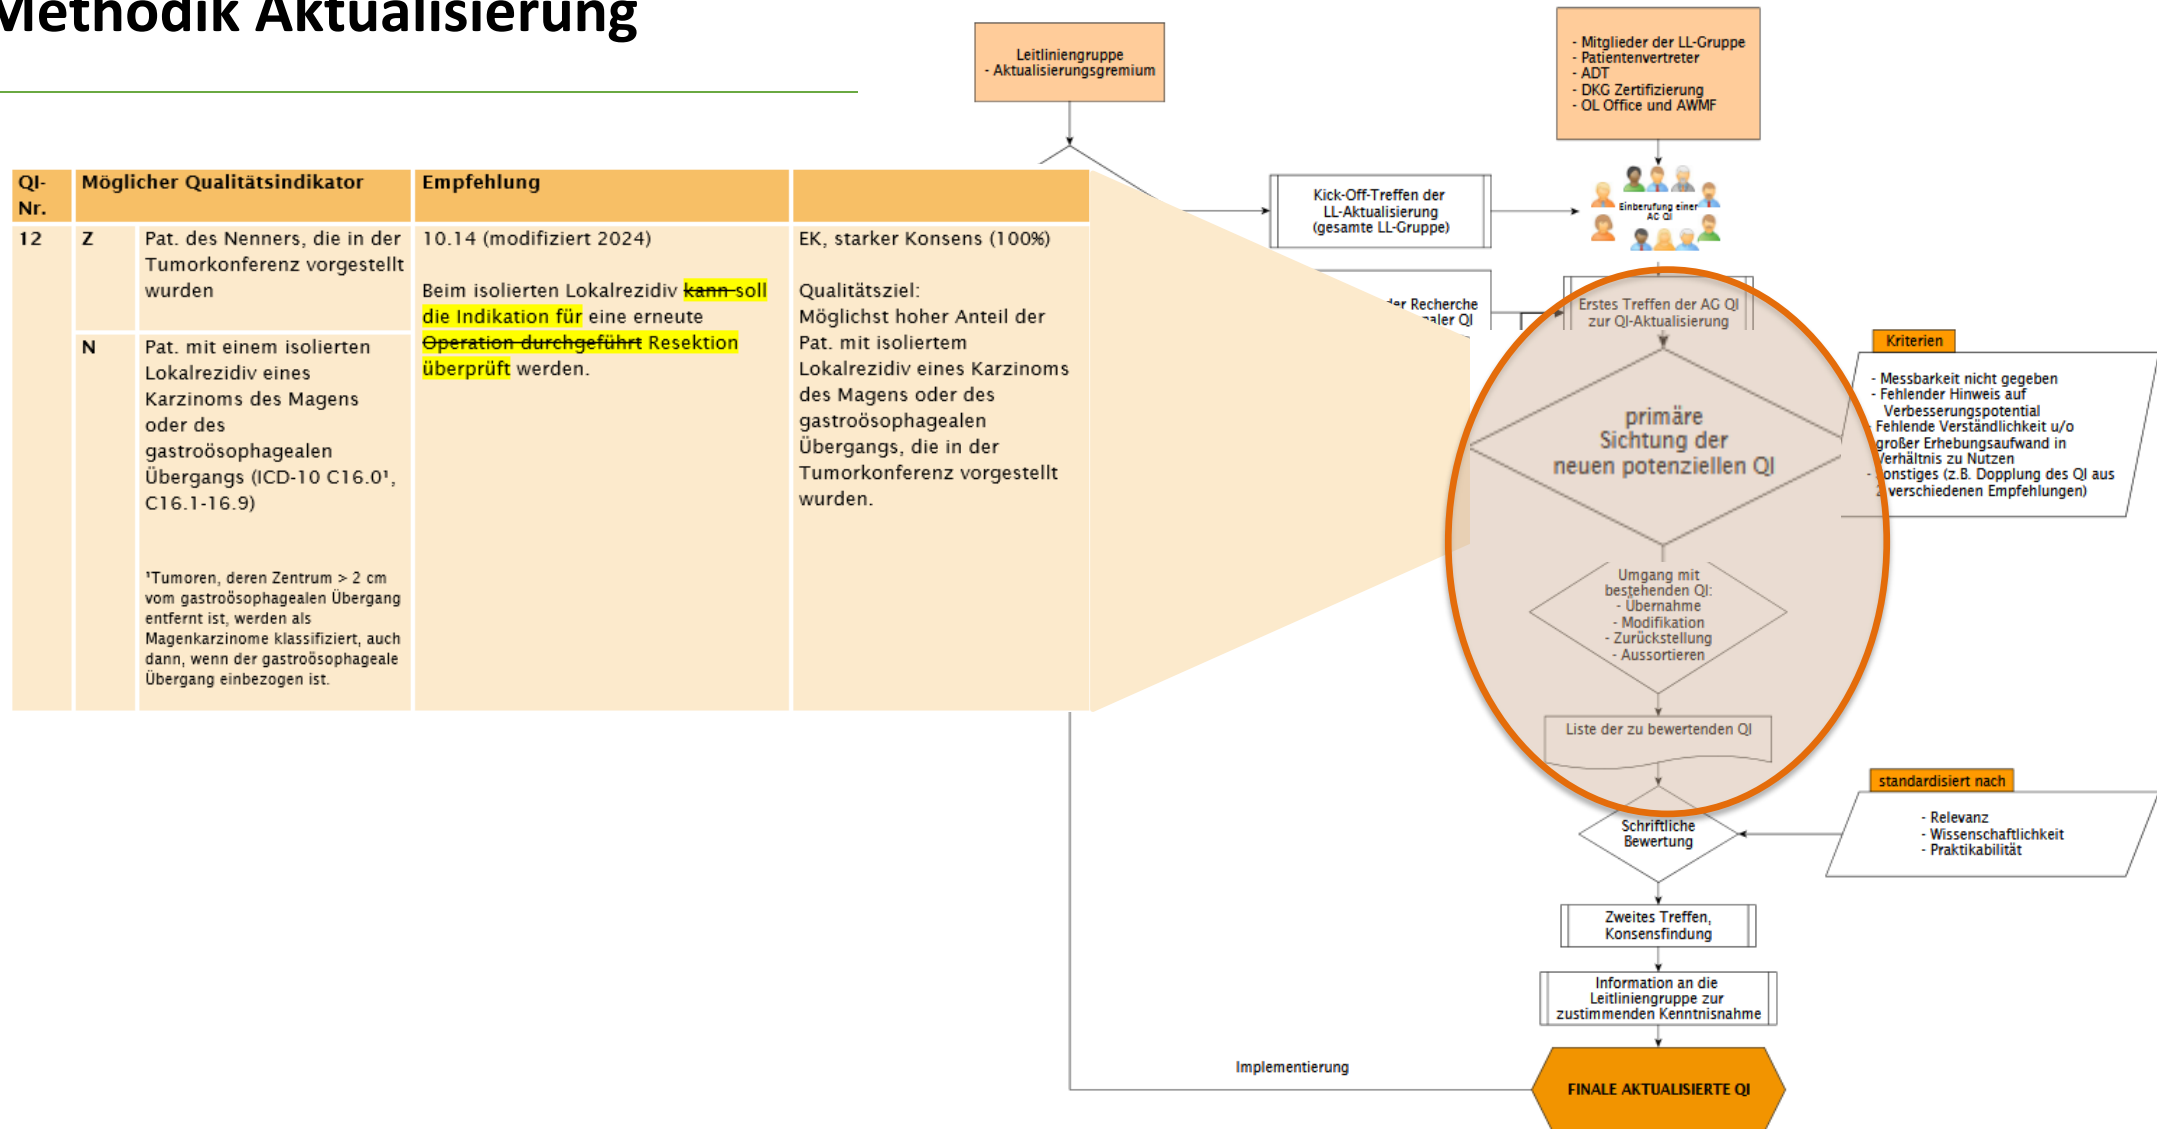 Methodik Aktualisierung
QI-
Nr.
Möglicher Qualitätsindikator
Empfehlung
12
Z
Pat. des Nenners, die in der
Tumorkonferenz vorgestellt
wurden
N
Pat. mit einem isolierten
Lokalrezidiv eines
Karzinoms des Magens
oder des
gastroösophagealen
Übergangs (ICD-10 C16.0¹,
C16.1-16.9)
¹Tumoren, deren Zentrum > 2 cm
vom gastroösophagealen Übergang
entfernt ist, werden als
Magenkarzinome klassifiziert, auch
dann, wenn der gastroösophageale
Übergang einbezogen ist.
10.14 (modifiziert 2024)
Beim isolierten Lokalrezidiv kann soll
die Indikation für eine erneute
Operation durchgeführt Resektion
überprüft werden.
EK, starker Konsens (100%)
Qualitätsziel:
Möglichst hoher Anteil der
Pat. mit isoliertem
Lokalrezidiv eines Karzinoms
des Magens oder des
gastroösophagealen
Übergangs, die in der
Tumorkonferenz vorgestellt
wurden.
Leitliniengruppe
- Aktualisierungsgremium
- Mitglieder der LL-Gruppe
- Patientenvertreter
- ADT
- DKG Zertifizierung
- OL Office und AWMF
Kick-Off-Treffen der
LL-Aktualisierung
(gesamte LL-Gruppe)
Einberufung einer
AG QI
der Recherche
naler QI
Erstes Treffen der AG QI
zur QI-Aktualisierung
primäre
Sichtung der
neuen potenziellen QI
Kriterien
- Messbarkeit nicht gegeben
- Fehlender Hinweis auf
Verbesserungspotential
- Fehlende Verständlichkeit u/o
großer Erhebungsaufwand in
Verhältnis zu Nutzen
- Sonstiges (z.B. Dopplung des QI aus
2 verschiedenen Empfehlungen)
Umgang mit
bestehenden QI:
- Übernahme
- Modifikation
- Zurückstellung
- Aussortieren
Liste der zu bewertenden QI
Schriftliche
Bewertung
standardisiert nach
- Relevanz
- Wissenschaftlichkeit
- Praktikabilität
Zweites Treffen,
Konsensfindung
Information an die
Leitliniengruppe zur
zustimmenden Kenntnisnahme
Implementierung
FINALE AKTUALISIERTE QI